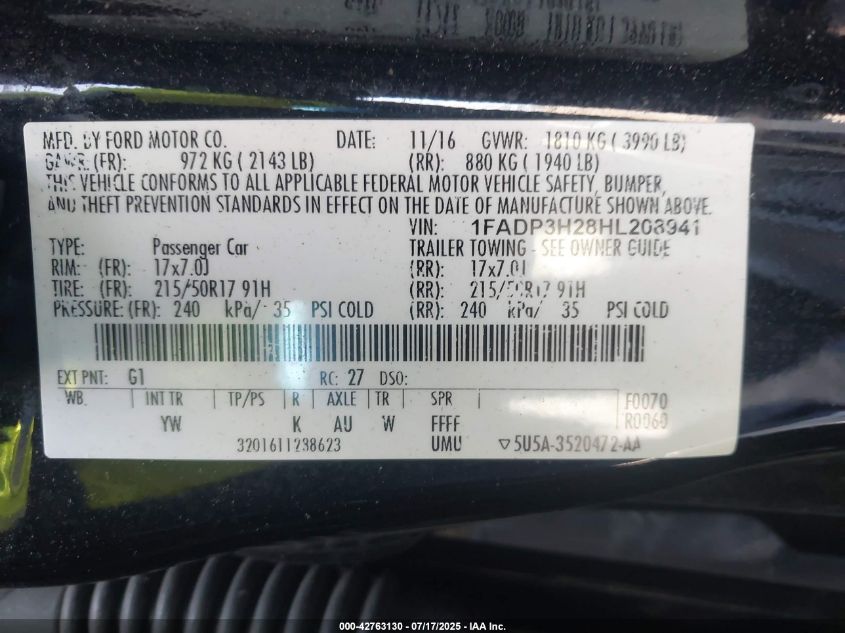 MFD. BY FORD MOTOR CO. DATE: 11/16 GVWR: 1810 KG ( 3990 LB)
GAWR: (FR): 972 KG ( 2143 LB) (RR): 880 KG ( 1940 LB)
THIS VEHICLE CONFORMS TO ALL APPLICABLE FEDERAL MOTOR VEHICLE SAFETY, BUMPER,
AND THEFT PREVENTION STANDARDS IN EFFECT ON THE DATE OF MANUFACTURE SHOWN ABOVE.
VIN: 1FADP3H28HL208941
TYPE: Passenger Car TRAILER TOWING - SEE OWNER GUIDE
RIM: (FR): 17x7.0J (RR): 17x7.0J
TIRE: (FR): 215/50R17 91H (RR): 215/50R17 91H
PRESSURE: (FR): 240 kPa/ 35 PSI COLD (RR): 240 kPa/ 35 PSI COLD
EXT PNT: G1 RC: 27 DSO:
WB. INT TR TP/PS R AXLE TR SPR F0070
YW K AU W FFFF R0060
3201611238623 UMU ▽5U5A-3520472-AA
000-42763130 - 07/17/2025 - IAA Inc.